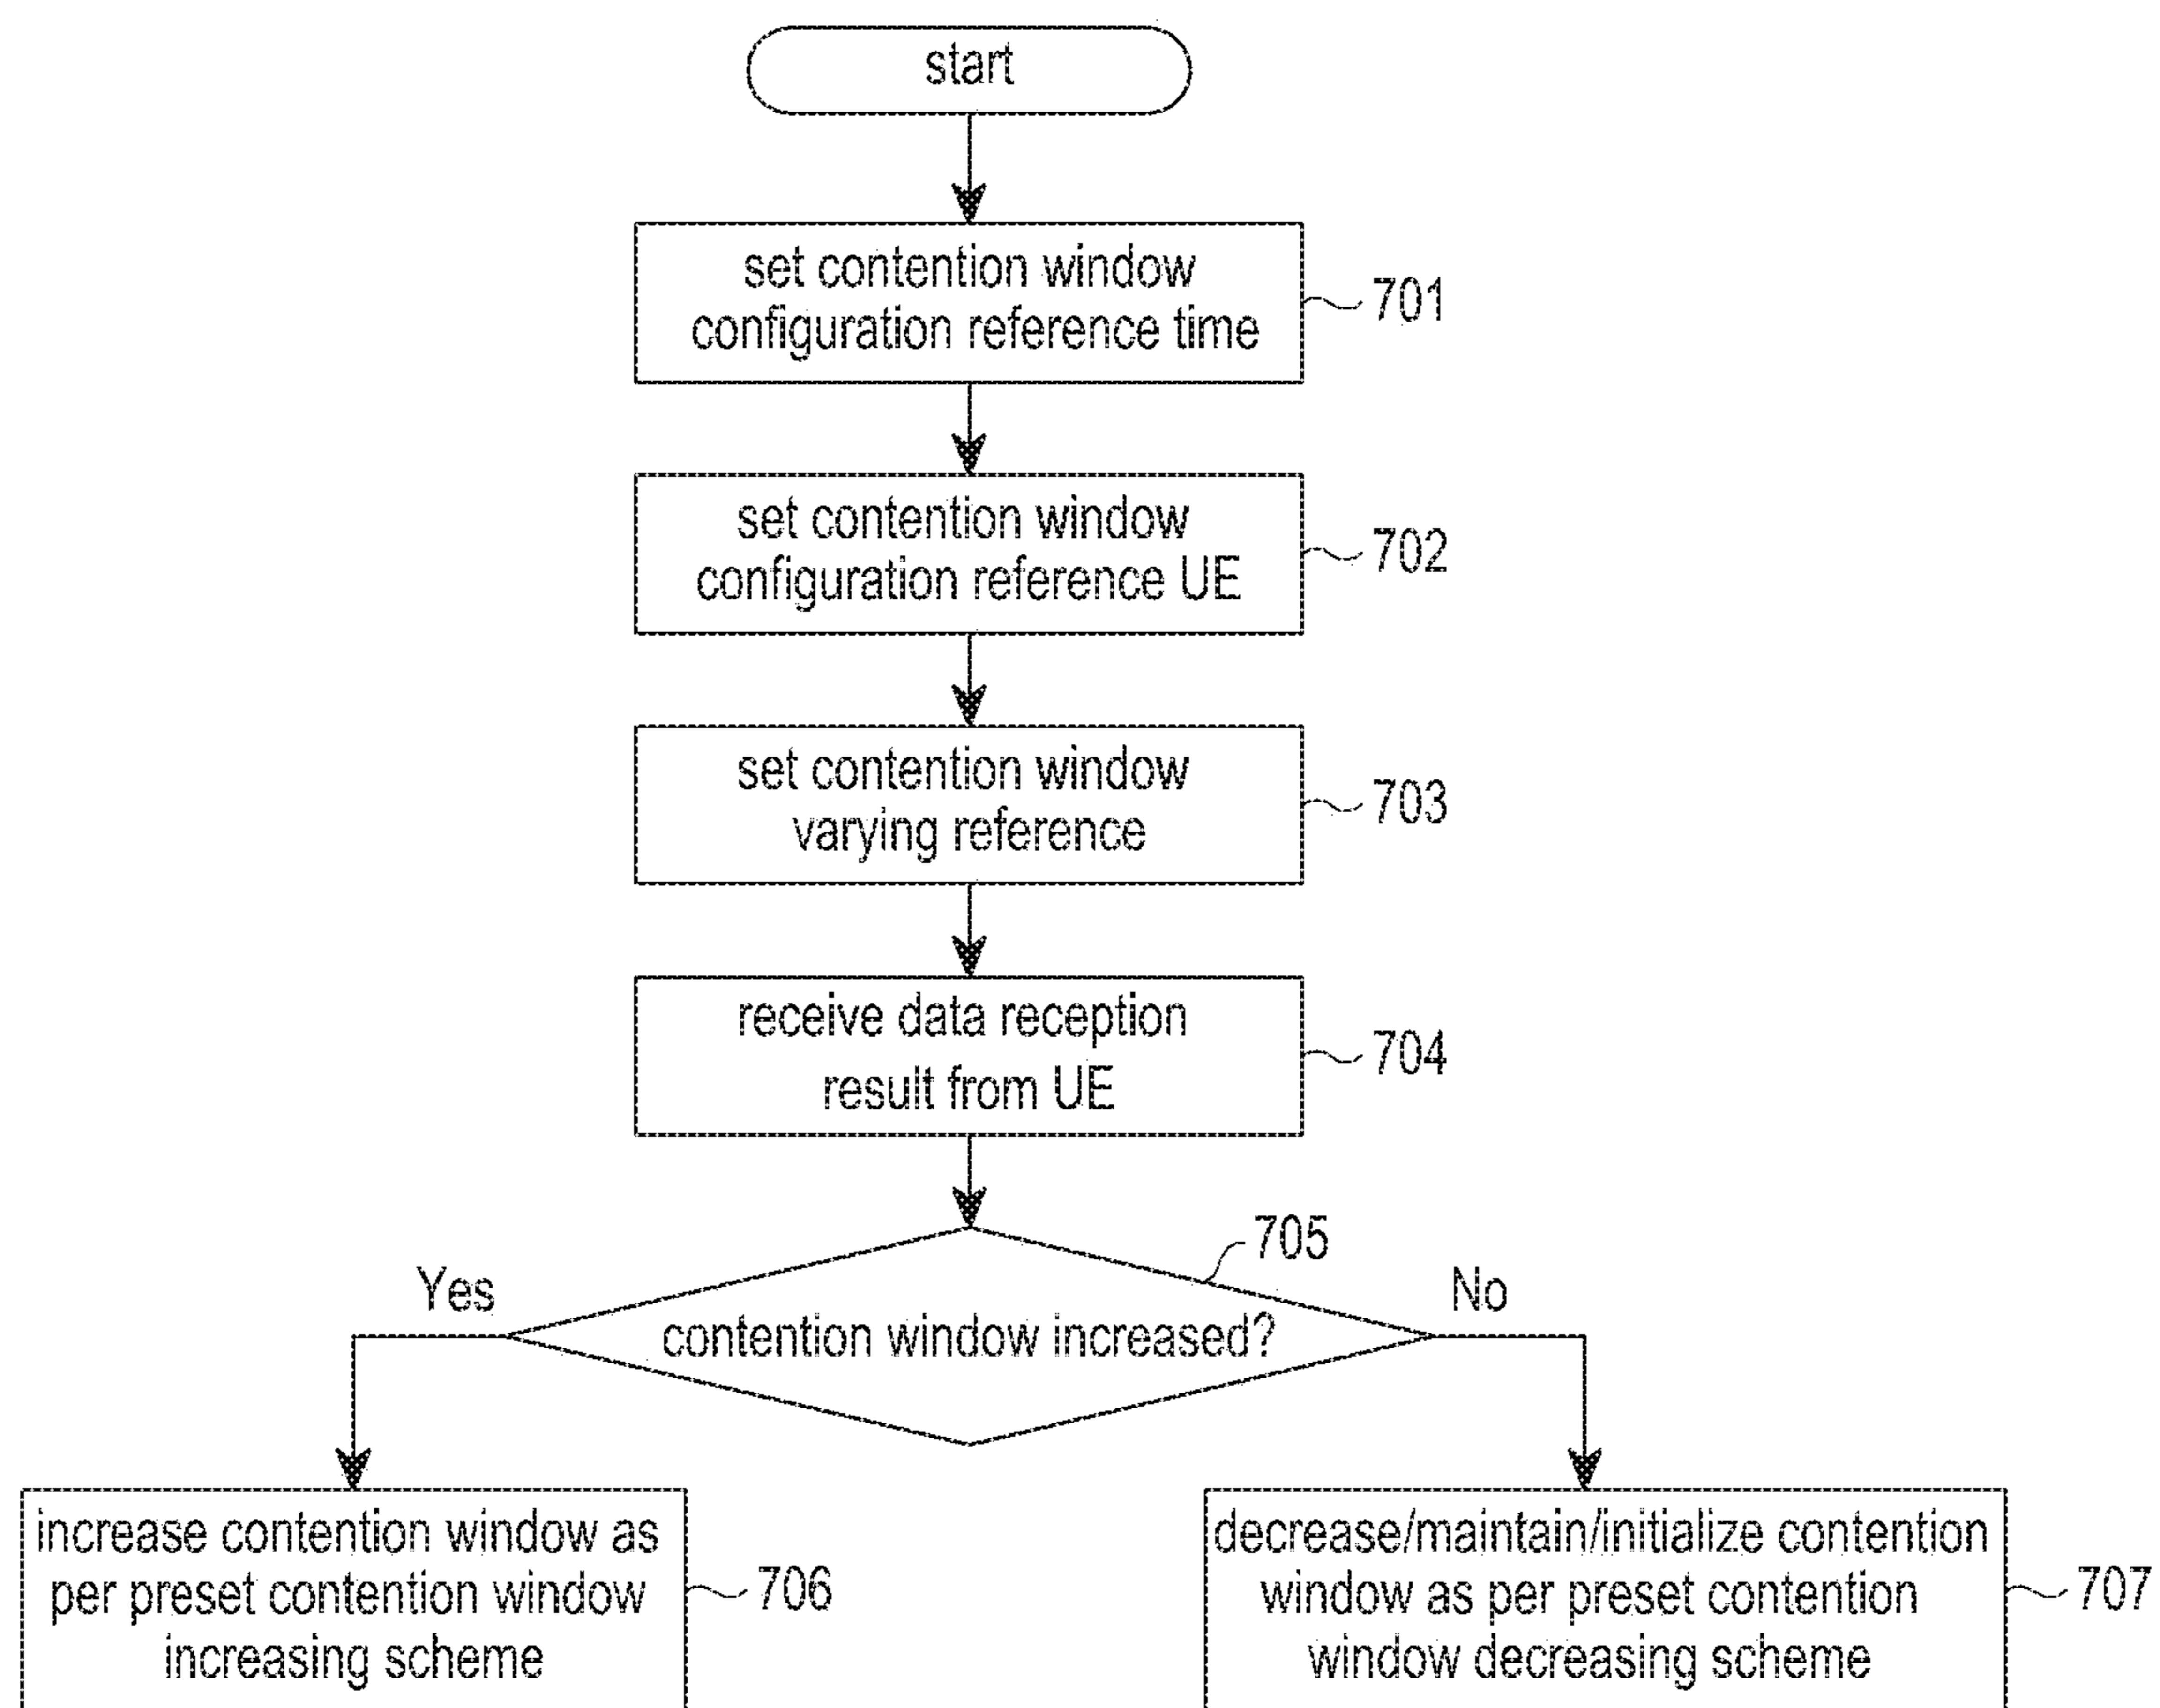 start
set contention window
configuration reference time
701
set contention window
configuration reference UE
702
set contention window
varying reference
703
receive data reception
result from UE
704
705
Yes
No
contention window increased?
increase contention window as
per preset contention window
increasing scheme
706
decrease/maintain/initialize contention
window as per preset contention
window decreasing scheme
707